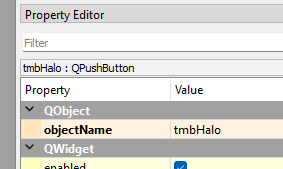 Property Editor
Filter
tmbHalo : QPushButton
Property Value
QObject
objectName tmbHalo
QWidget
enabled